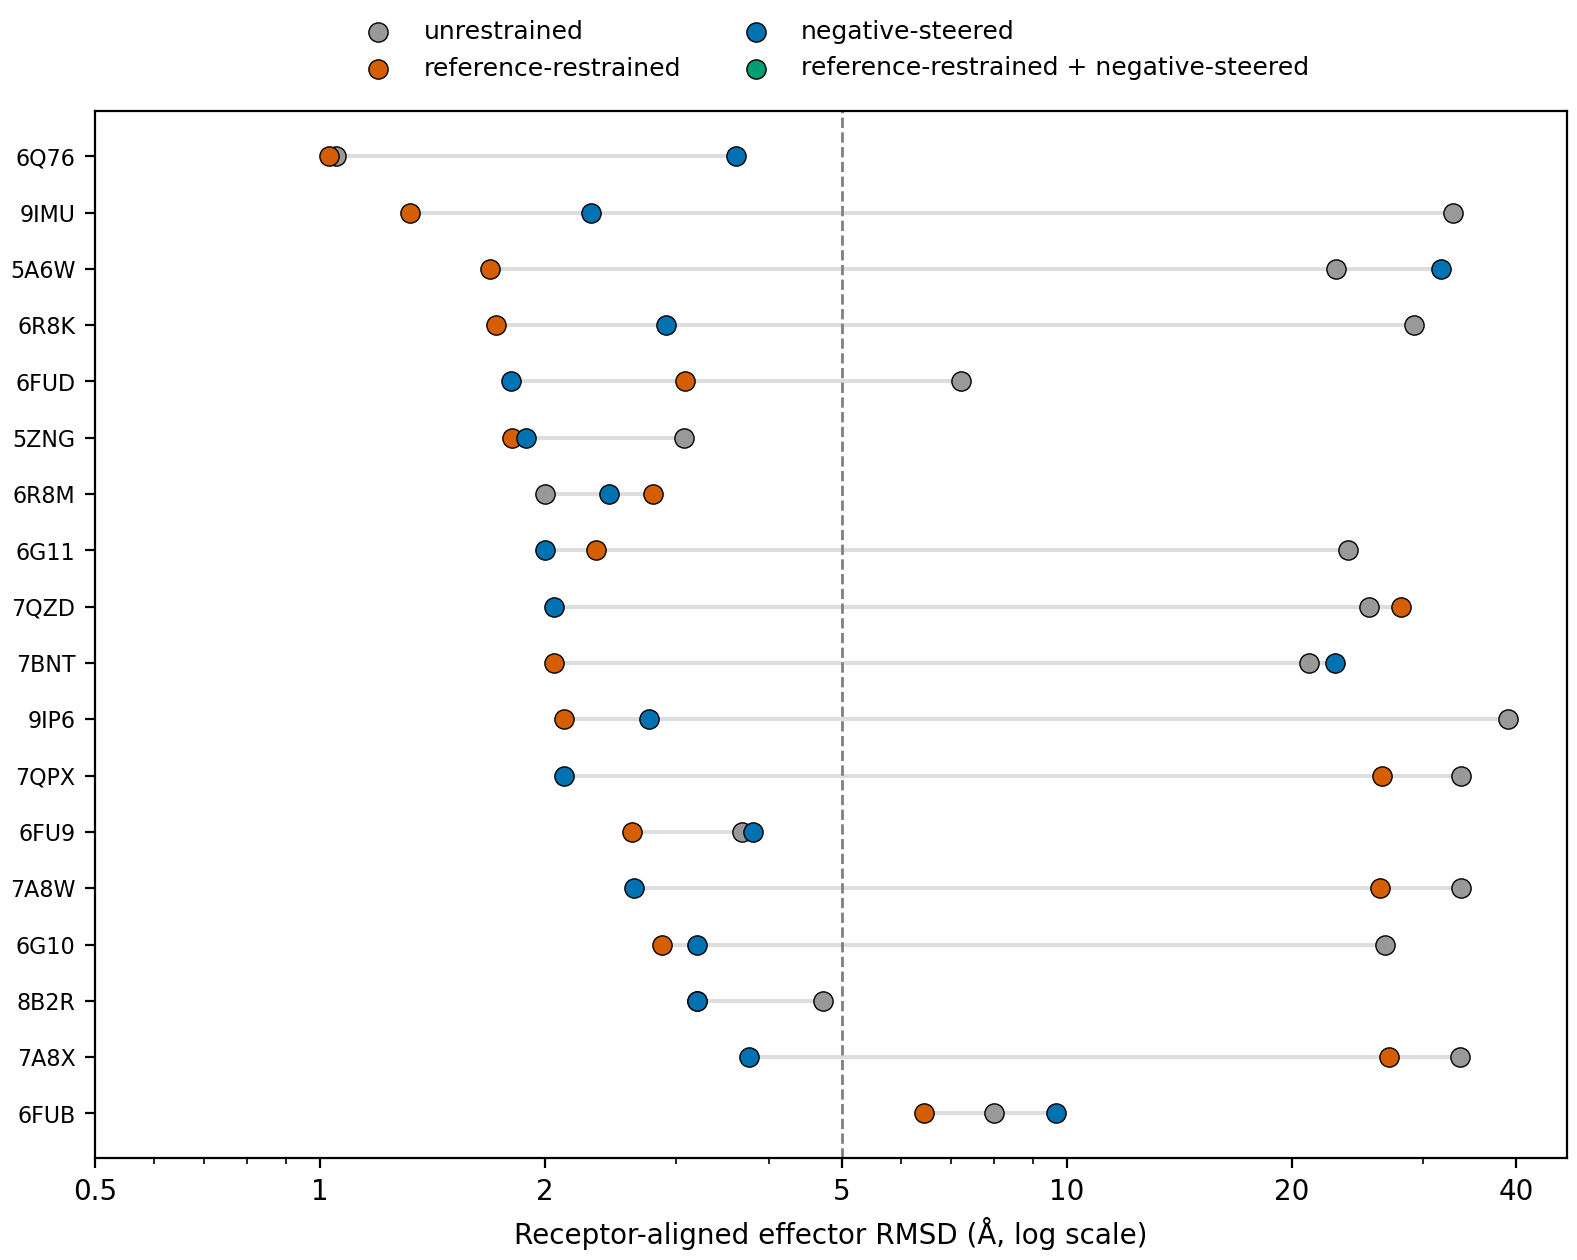 unrestrained
reference-restrained
negative-steered
reference-restrained + negative-steered
6Q76
9IMU
5A6W
6R8K
6FUD
5ZNG
6R8M
6G11
7QZD
7BNT
9IP6
7QPX
6FU9
7A8W
6G10
8B2R
7A8X
6FUB
0.5 1 2 5 10 20 40
Receptor-aligned effector RMSD (Å, log scale)